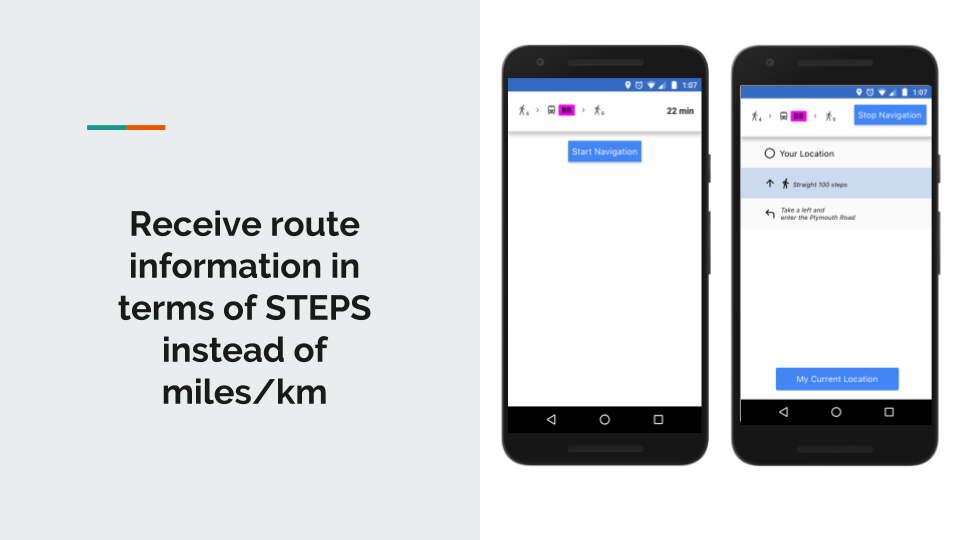 Receive route
information in
terms of STEPS
instead of
miles/km
1:07
4 BB 22 min
Start Navigation
1:07
4 BB Stop Navigation
Your Location
Straight 100 steps
Take a left and
enter the Plymouth Road
My Current Location